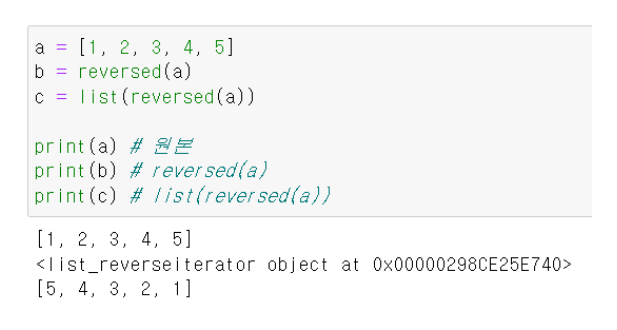 a = [1, 2, 3, 4, 5]
b = reversed(a)
c = list(reversed(a))
print(a) # 원본
print(b) # reversed(a)
print(c) # list(reversed(a))
[1, 2, 3, 4, 5]
<list_reverseiterator object at 0x00000298CE25E740>
[5, 4, 3, 2, 1]